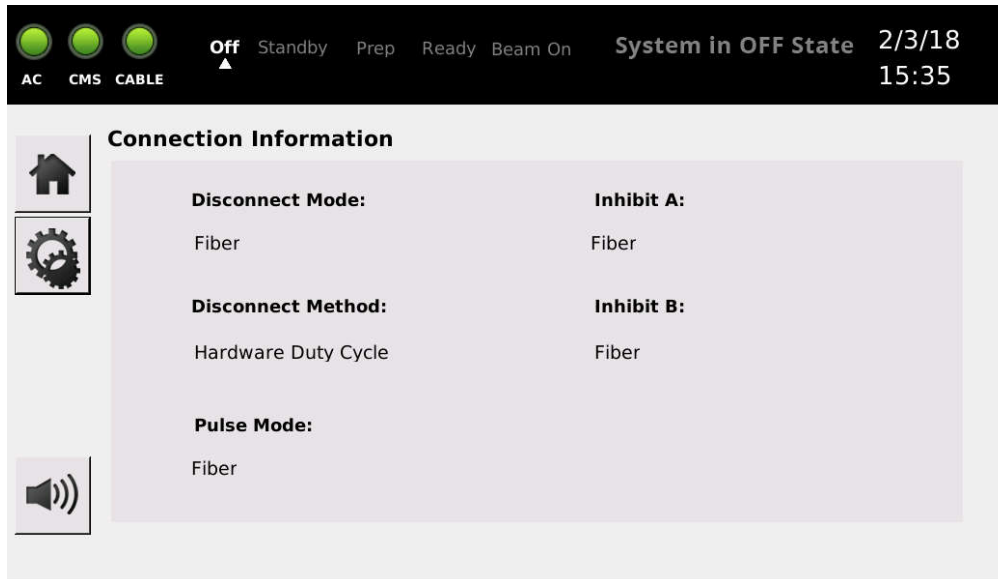 AC CMS CABLE
Off Standby Prep Ready Beam On
System in OFF State
2/3/18
15:35
Connection Information
Disconnect Mode:
Fiber
Inhibit A:
Fiber
Disconnect Method:
Hardware Duty Cycle
Inhibit B:
Fiber
Pulse Mode:
Fiber